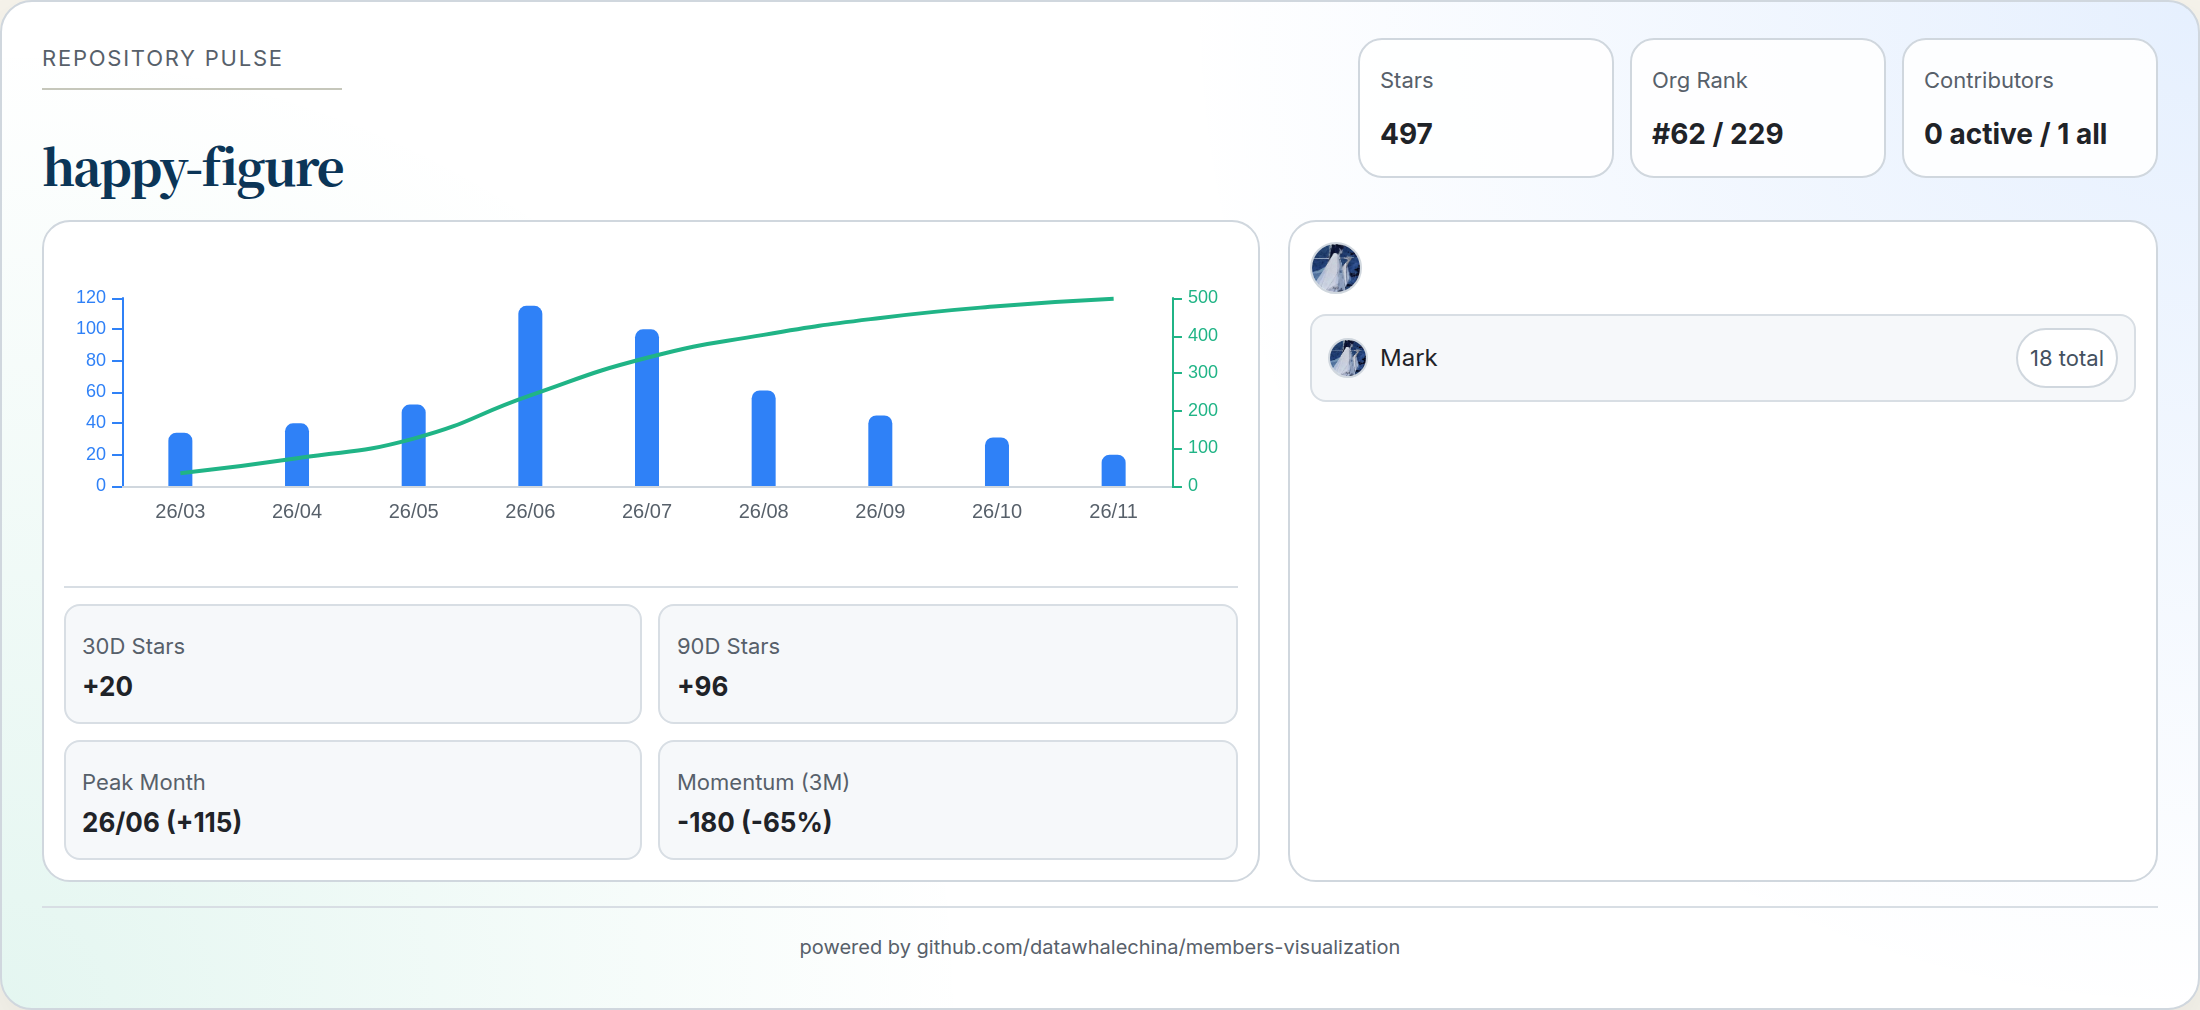 REPOSITORY PULSE
happy-figure
Stars
497
Org Rank
#62 / 229
Contributors
0 active / 1 all
120
100
80
60
40
20
0
500
400
300
200
100
0
26/03 26/04 26/05 26/06 26/07 26/08 26/09 26/10 26/11
30D Stars
+20
90D Stars
+96
Peak Month
26/06 (+115)
Momentum (3M)
-180 (-65%)
Mark
18 total
powered by github.com/datawhalechina/members-visualization